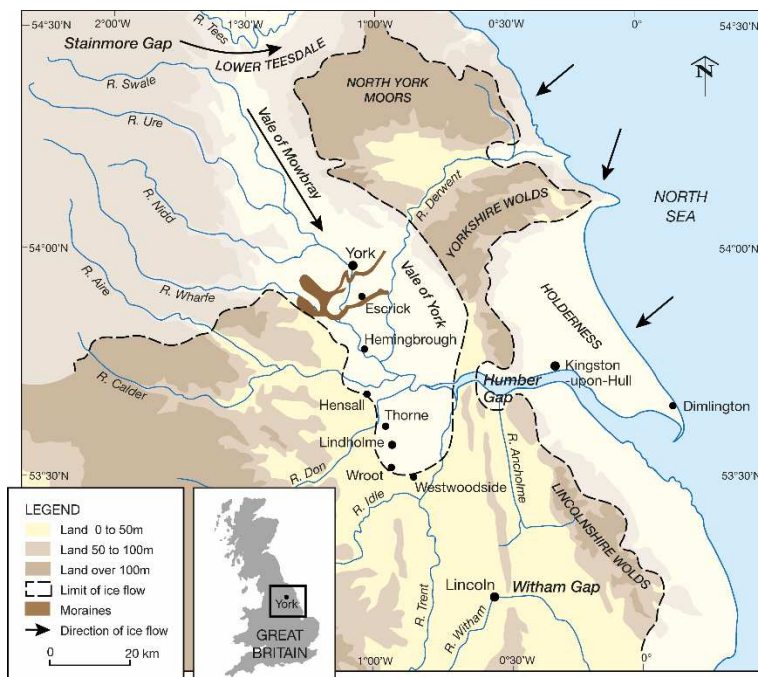 2°00'W
1°30'W
1°00'W
0°30'W
0°
54°30'N
54°30'N
R. Tees
Stainmore Gap
LOWER TEESDALE
N
R. Swale
NORTH YORK
MOORS
R. Ure
Vale of Mowbray
R. Derwent
R. Nidd
YORKSHIRE WOLDS
NORTH
SEA
54°00'N
54°00'N
York
R. Aire
R. Wharfe
Vale of York
Escrick
HOLDERNESS
Hemingbrough
Kingston
-upon-Hull
R. Calder
Humber
Gap
Hensall
Dimlington
Thorne
Lindholme
R. Ancholme
R. Don
Wroot
53°30'N
53°30'N
Westwoodside
R. Idle
LINCOLNSHIRE WOLDS
LEGEND
Land 0 to 50m
Land 50 to 100m
Land over 100m
Limit of ice flow
Moraines
Direction of ice flow
0 20 km
York
GREAT
BRITAIN
Lincoln
Witham Gap
R. Trent
R. Witham
1°00'W
0°30'W
0°